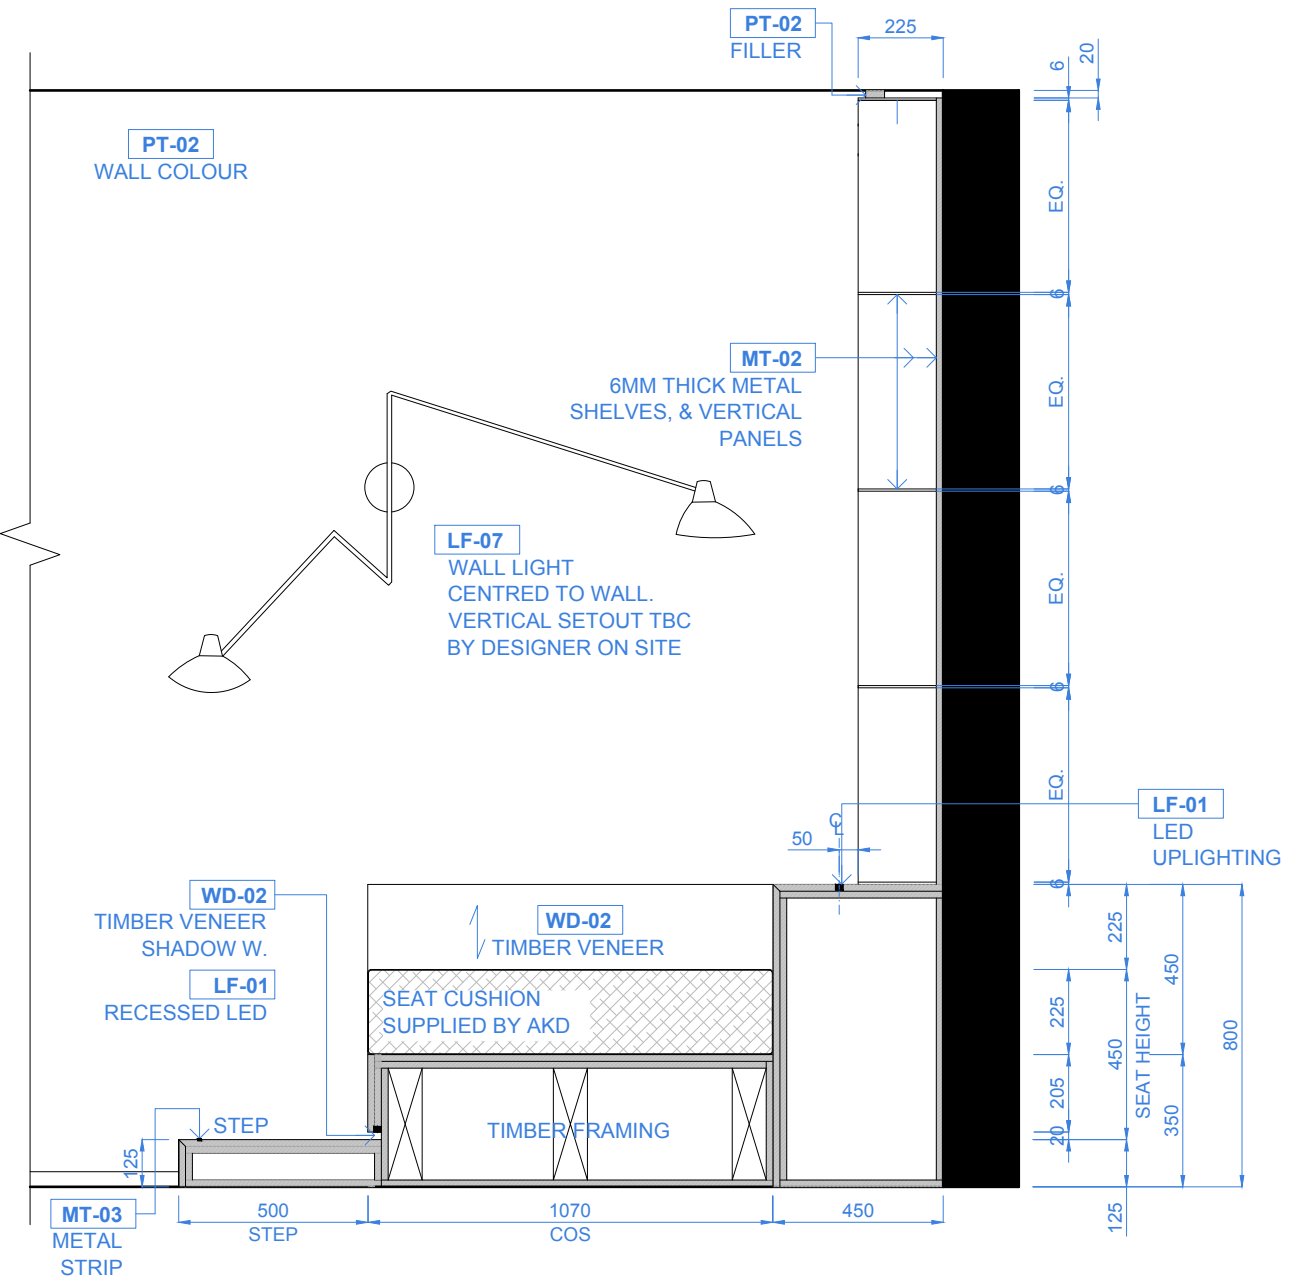 PT-02
FILLER
225
6
20
PT-02
WALL COLOUR
EQ.
6
MT-02
6MM THICK METAL
SHELVES, & VERTICAL
PANELS
EQ.
6
LF-07
WALL LIGHT
CENTRED TO WALL.
VERTICAL SETOUT TBC
BY DESIGNER ON SITE
EQ.
6
EQ.
LF-01
LED
UPLIGHTING
50
℄
6
WD-02
TIMBER VENEER
SHADOW W.
LF-01
RECESSED LED
WD-02
TIMBER VENEER
SEAT CUSHION
SUPPLIED BY AKD
225
450
225
450
SEAT HEIGHT
800
205
350
20
125
STEP
TIMBER FRAMING
125
MT-03
METAL
STRIP
500
STEP
1070
COS
450